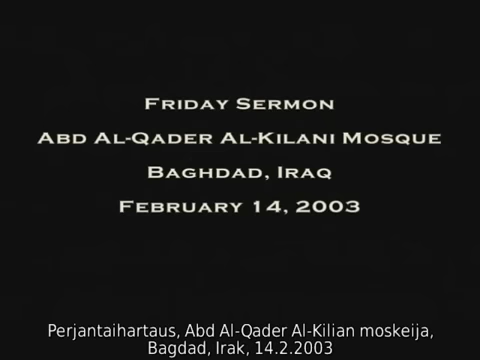 Friday Sermon
Abd Al-Qader Al-Kilani Mosque
Baghdad, Iraq
February 14, 2003
Perjantaihartaus, Abd Al-Qader Al-Kilian moskeija,
Bagdad, Irak, 14.2.2003